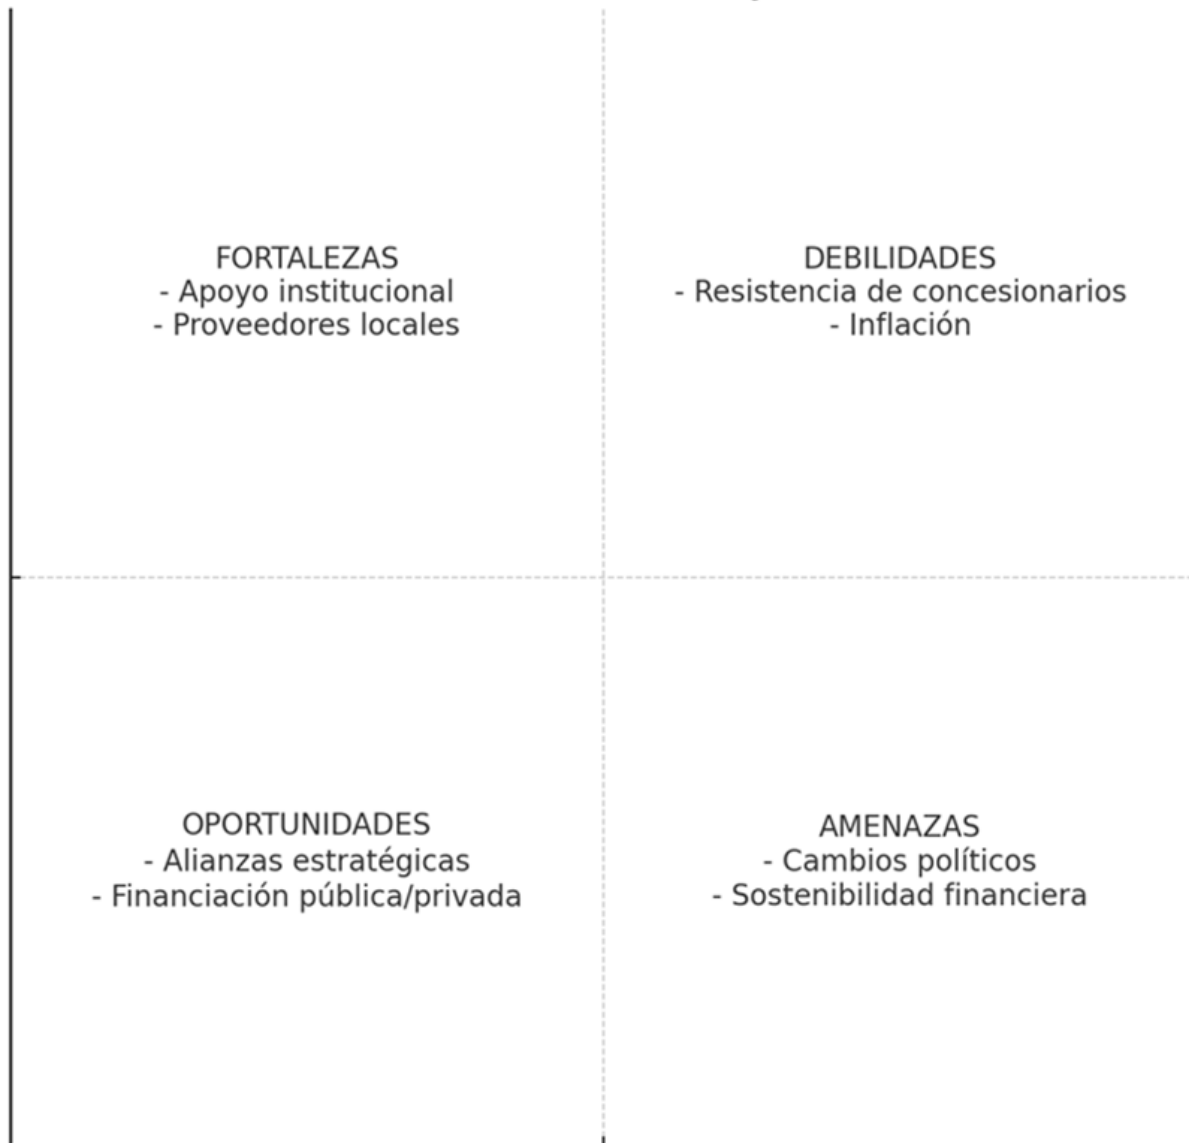 FORTALEZAS
- Apoyo institucional
- Proveedores locales
DEBILIDADES
- Resistencia de concesionarios
- Inflación
OPORTUNIDADES
- Alianzas estratégicas
- Financiación pública/privada
AMENAZAS
- Cambios políticos
- Sostenibilidad financiera